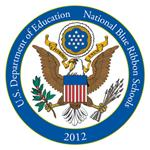 U.S. Department of Education
National Blue Ribbon Schools
2012